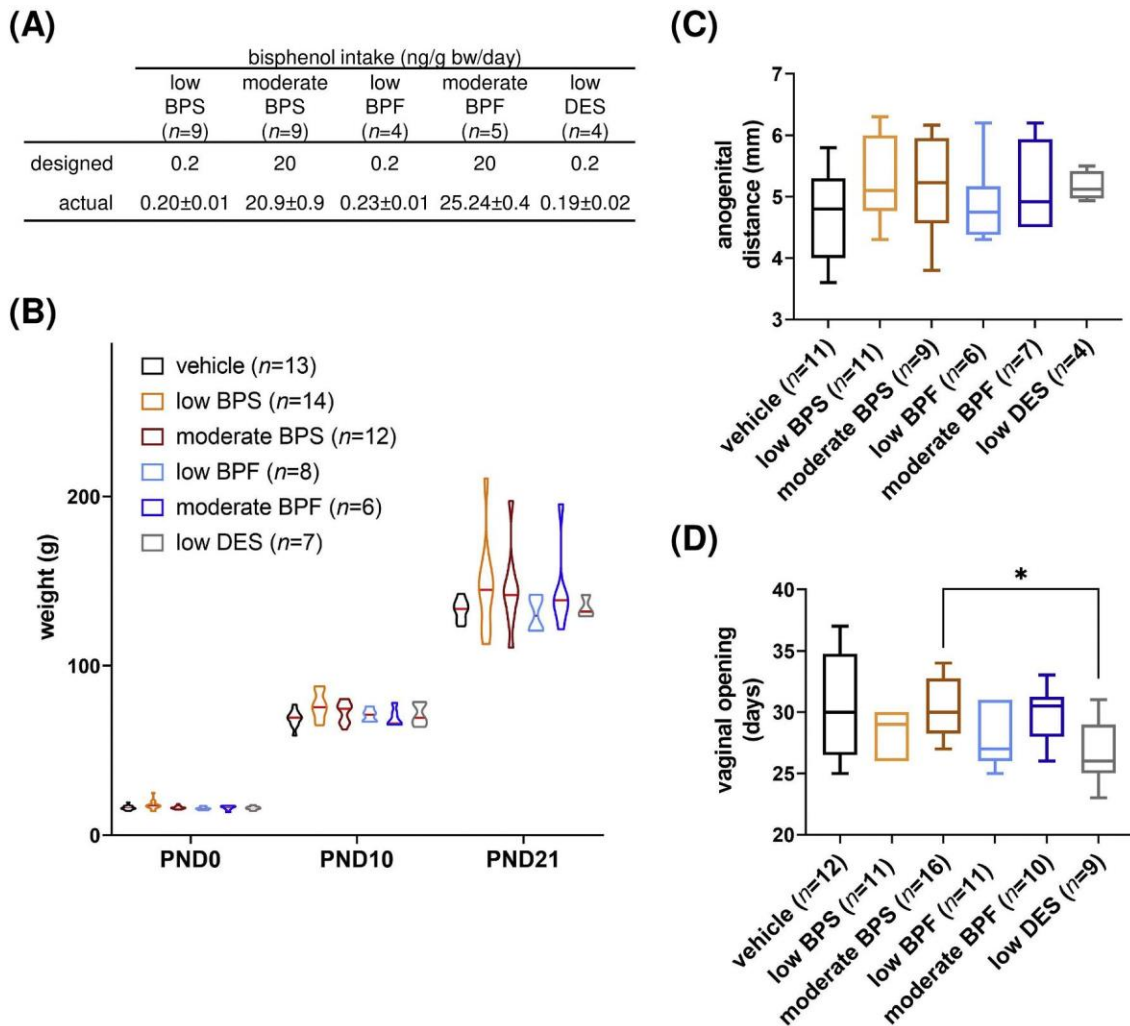 (A)
bisphenol intake (ng/g bw/day)
low BPS (n=9) moderate BPS (n=9) low BPF (n=4) moderate BPF (n=5) low DES (n=4)
designed 0.2 20 0.2 20 0.2
actual 0.20±0.01 20.9±0.9 0.23±0.01 25.24±0.4 0.19±0.02
(B)
vehicle (n=13)
low BPS (n=14)
moderate BPS (n=12)
low BPF (n=8)
moderate BPF (n=6)
low DES (n=7)
weight (g)
200
100
0
PND0 PND10 PND21
(C)
anogenital
distance (mm)
7
6
5
4
3
vehicle (n=11)
low BPS (n=11)
moderate BPS (n=9)
low BPF (n=6)
moderate BPF (n=7)
low DES (n=4)
(D)
*
vaginal opening
(days)
40
35
30
25
20
vehicle (n=12)
low BPS (n=11)
moderate BPS (n=16)
low BPF (n=11)
moderate BPF (n=10)
low DES (n=9)